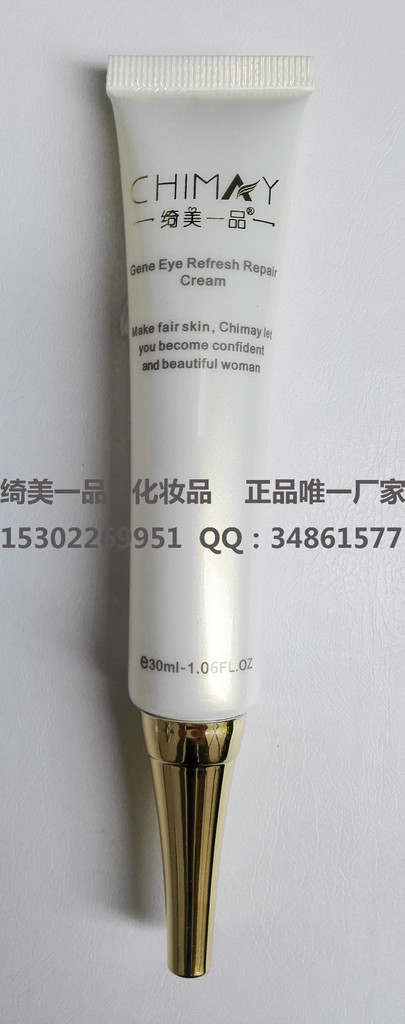 CHIMAY
绮美一品®
Gene Eye Refresh Repair
Cream
Make fair skin, Chimay let
you become confident
and beautiful woman
绮美一品 化妆品 正品唯一厂家
15302269951 QQ：34861577
e30ml-1.06FL.OZ